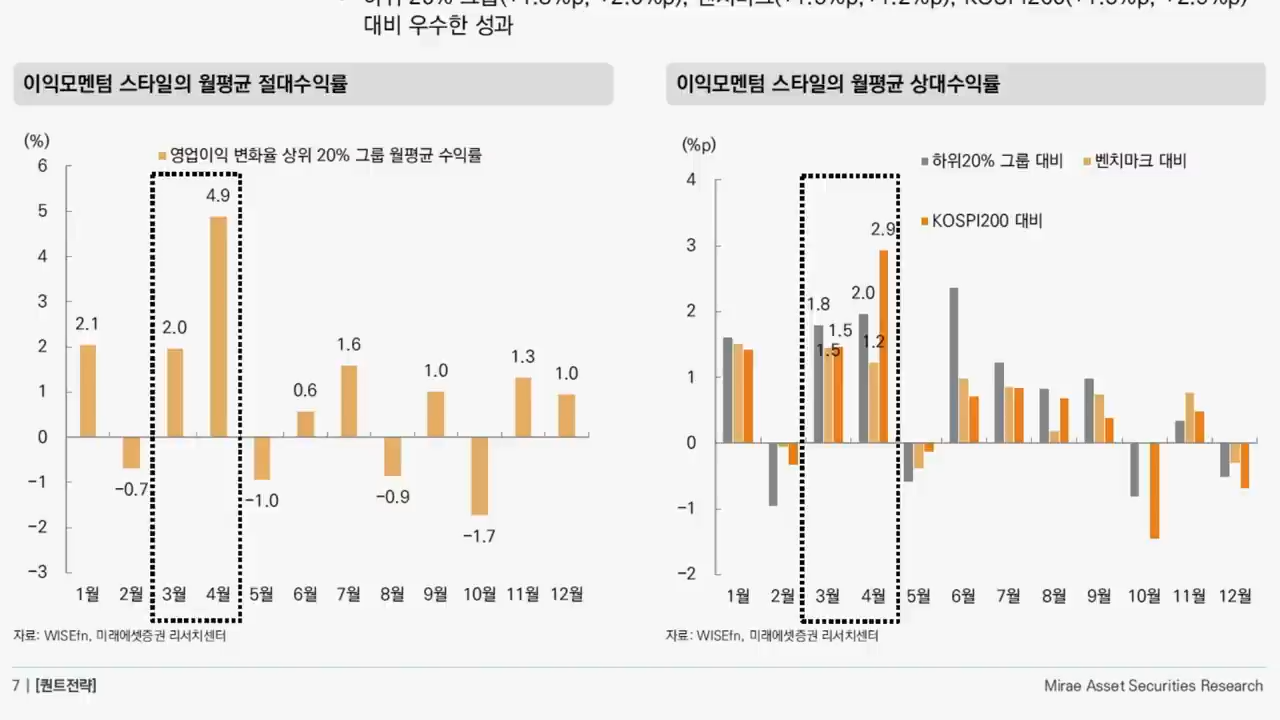 대비 우수한 성과
이익모멘텀 스타일의 월평균 절대수익률
(%)
영업이익 변화율 상위 20% 그룹 월평균 수익률
6
5
4
3
2
1
0
−1
−2
−3
2.1
−0.7
2.0
4.9
−1.0
0.6
1.6
−0.9
1.0
−1.7
1.3
1.0
1월 2월 3월 4월 5월 6월 7월 8월 9월 10월 11월 12월
자료: WISEfn, 미래에셋증권 리서치센터
이익모멘텀 스타일의 월평균 상대수익률
(%p)
하위20% 그룹 대비
벤치마크 대비
KOSPI200 대비
4
3
2
1
0
−1
−2
1.8
1.5
1.5
2.0
1.2
2.9
1월 2월 3월 4월 5월 6월 7월 8월 9월 10월 11월 12월
자료: WISEfn, 미래에셋증권 리서치센터
7 | [퀀트전략]
Mirae Asset Securities Research